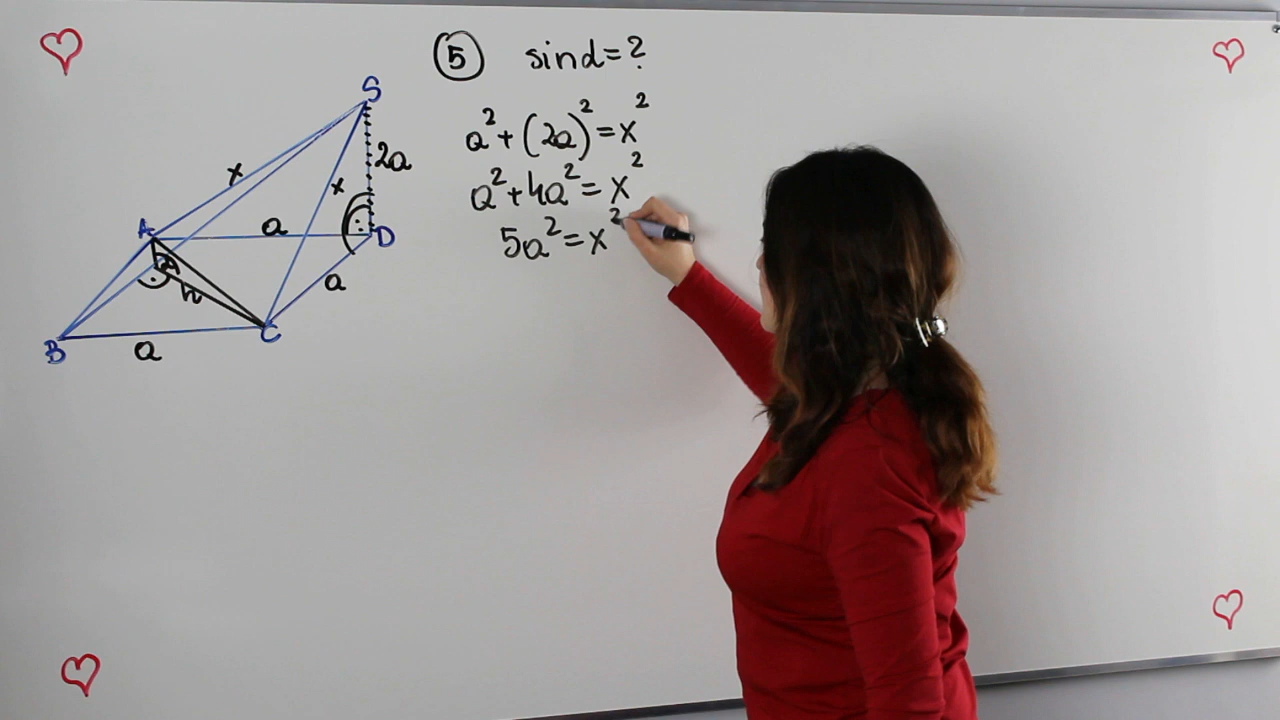 5 sinα=?
a²+(2a)²=x²
a²+4a²=x²
5a²=x²
S
x
2a
x
A
a
D
α
h
a
B
a
C